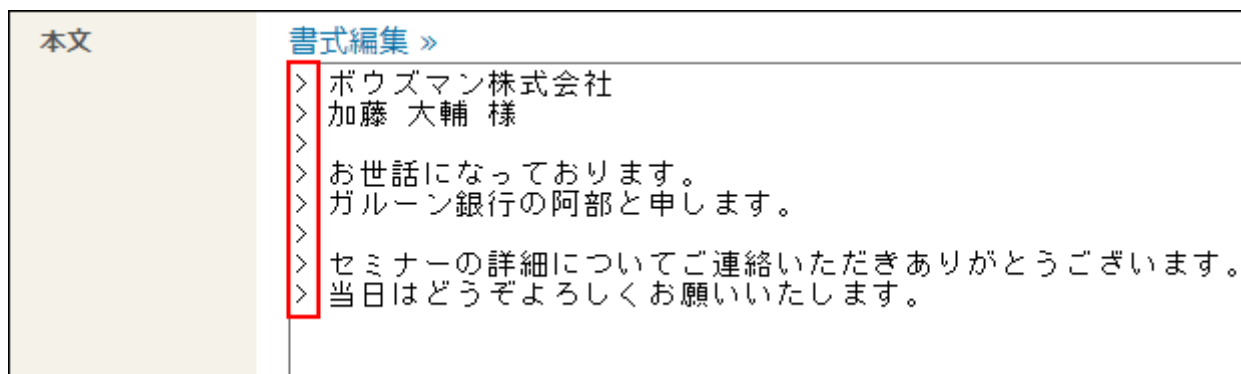 本文
書式編集 »
> ボウズマン株式会社
> 加藤 大輔 様
>
> お世話になっております。
> ガルーン銀行の阿部と申します。
>
> セミナーの詳細についてご連絡いただきありがとうございます。
> 当日はどうぞよろしくお願いいたします。